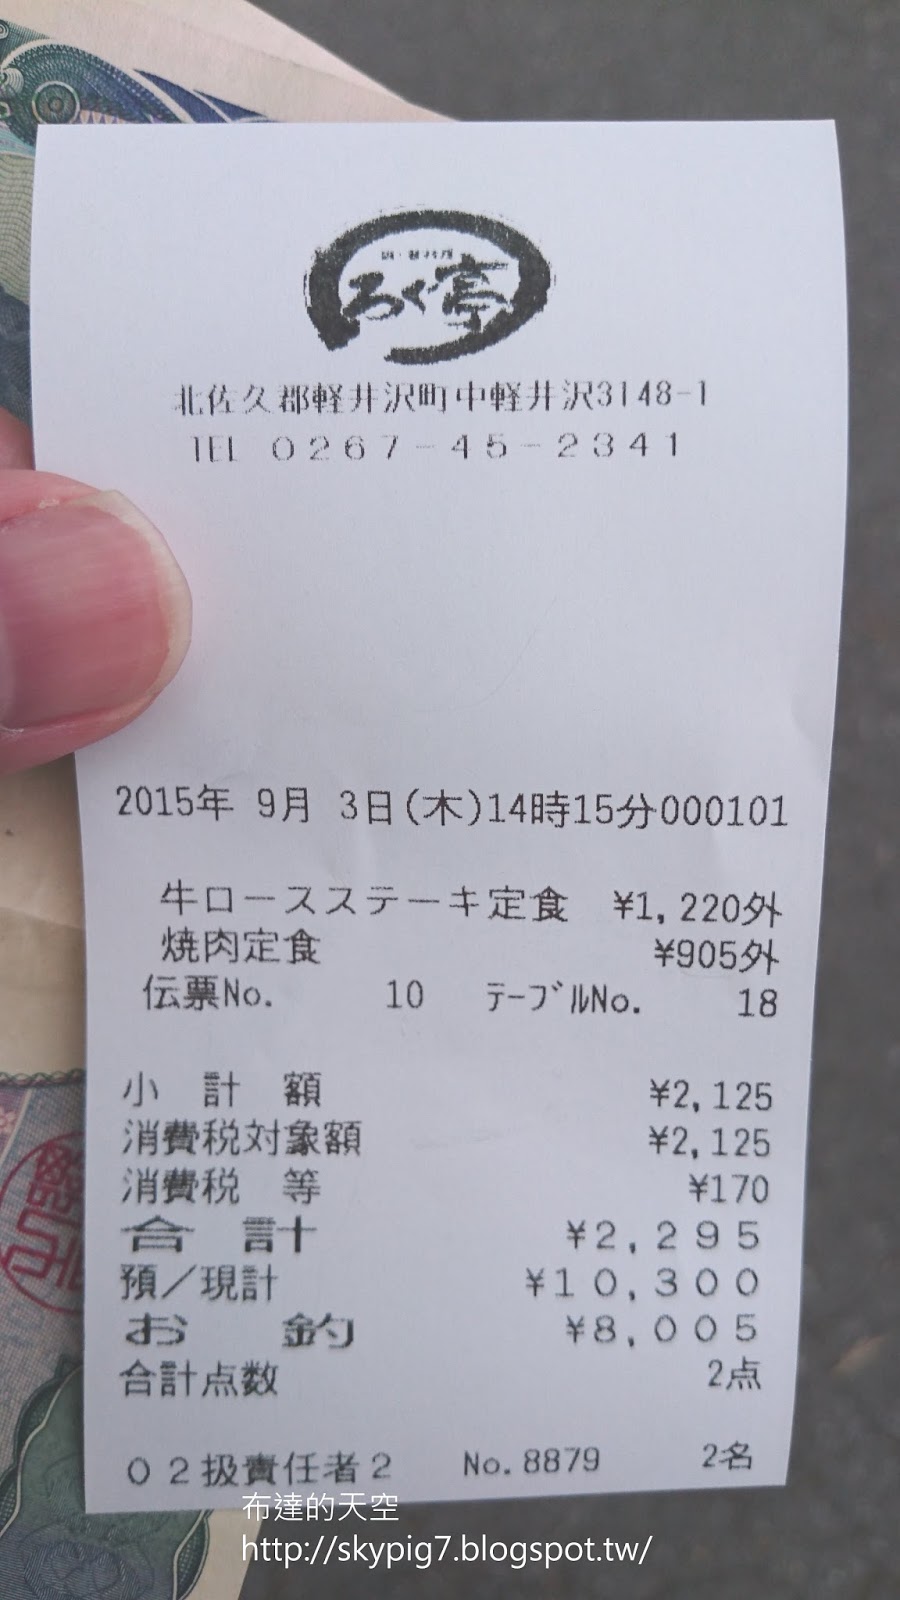 ろく亭
北佐久郡軽井沢町中軽井沢3148-1
TEL 0267-45-2341
2015年 9月 3日(木)14時15分000101
牛ロースステーキ定食 ¥1,220外
焼肉定食 ¥905外
伝票No. 10 テーブルNo. 18
小計額 ¥2,125
消費税対象額 ¥2,125
消費税 等 ¥170
合計 ¥2,295
預/現計 ¥10,300
お釣 ¥8,005
合計点数 2点
02扱責任者2 No.8879 2名
布達的天空
http://skypig7.blogspot.tw/